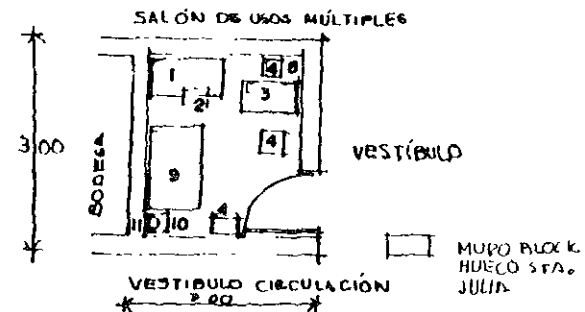 SALÓN DE USOS MÚLTIPLES
1
4
8
2'
3
3.00
BODEGA
4
VESTÍBULO
9
11
10
4
MURO BLOCK
HUECO STA.
JULIA
VESTIBULO CIRCULACIÓN